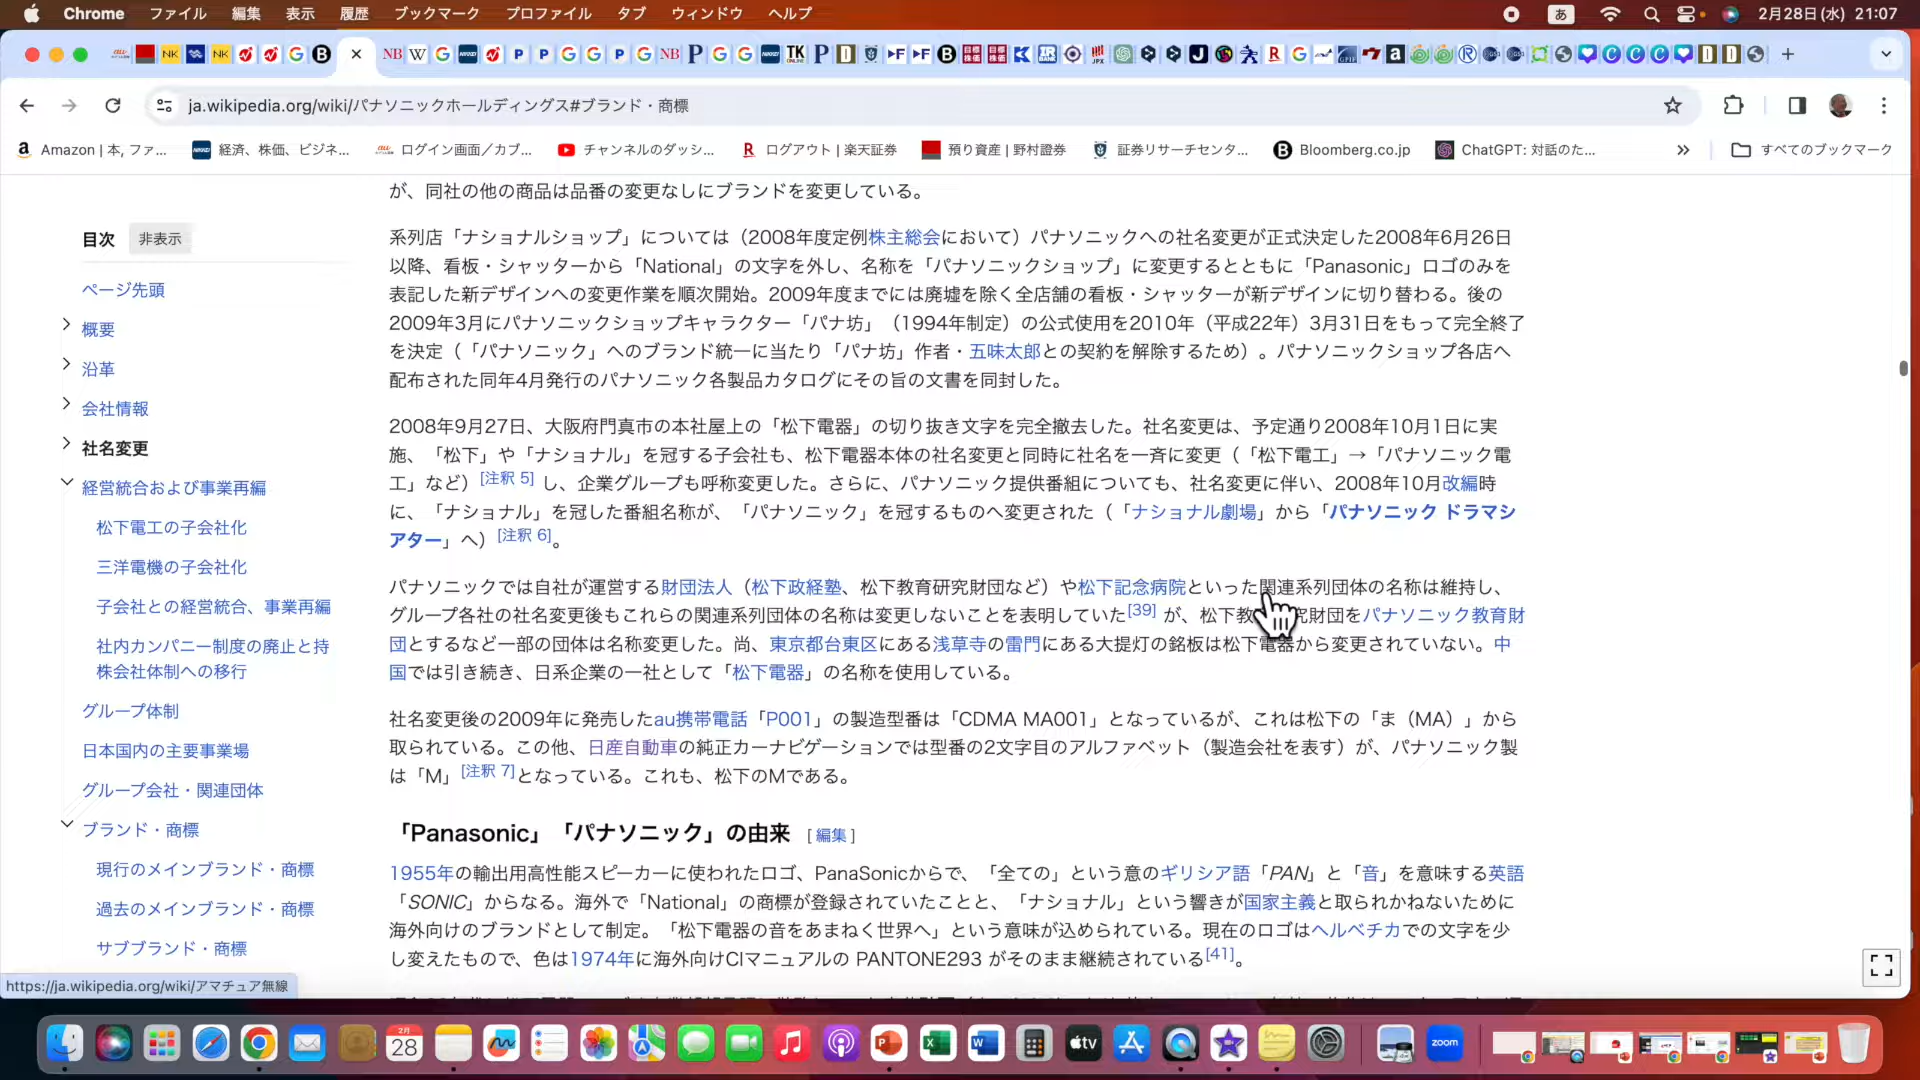 Chrome ファイル 編集 表示 履歴 ブックマーク プロファイル タブ ウィンドウ ヘルプ あ 2月28日(水) 21:07
ja.wikipedia.org/wiki/パナソニックホールディングス#ブランド・商標
Amazon | 本, ファ... 経済、株価、ビジネ... ログイン画面／カブ... チャンネルのダッシ... ログアウト | 楽天証券 預り資産 | 野村證券 証券リサーチセンタ... Bloomberg.co.jp ChatGPT: 対話のた... すべてのブックマーク
目次 非表示
ページ先頭
概要
沿革
会社情報
社名変更
経営統合および事業再編
松下電工の子会社化
三洋電機の子会社化
子会社との経営統合、事業再編
社内カンパニー制度の廃止と持
株会社体制への移行
グループ体制
日本国内の主要事業場
グループ会社・関連団体
ブランド・商標
現行のメインブランド・商標
過去のメインブランド・商標
サブブランド・商標
https://ja.wikipedia.org/wiki/アマチュア無線
が、同社の他の商品は品番の変更なしにブランドを変更している。
系列店「ナショナルショップ」については（2008年度定例株主総会において）パナソニックへの社名変更が正式決定した2008年6月26日
以降、看板・シャッターから「National」の文字を外し、名称を「パナソニックショップ」に変更するとともに「Panasonic」ロゴのみを
表記した新デザインへの変更作業を順次開始。2009年度までには廃墟を除く全店舗の看板・シャッターが新デザインに切り替わる。後の
2009年3月にパナソニックショップキャラクター「パナ坊」（1994年制定）の公式使用を2010年（平成22年）3月31日をもって完全終了
を決定（「パナソニック」へのブランド統一に当たり「パナ坊」作者・五味太郎との契約を解除するため）。パナソニックショップ各店へ
配布された同年4月発行のパナソニック各製品カタログにその旨の文書を同封した。
2008年9月27日、大阪府門真市の本社屋上の「松下電器」の切り抜き文字を完全撤去した。社名変更は、予定通り2008年10月1日に実
施、「松下」や「ナショナル」を冠する子会社も、松下電器本体の社名変更と同時に社名を一斉に変更（「松下電工」→「パナソニック電
工」など）[注釈 5] し、企業グループも呼称変更した。さらに、パナソニック提供番組についても、社名変更に伴い、2008年10月改編時
に、「ナショナル」を冠した番組名称が、「パナソニック」を冠するものへ変更された（「ナショナル劇場」から「パナソニック ドラマシ
アター」へ）[注釈 6]。
パナソニックでは自社が運営する財団法人（松下政経塾、松下教育研究財団など）や松下記念病院といった関連系列団体の名称は維持し、
グループ各社の社名変更後もこれらの関連系列団体の名称は変更しないことを表明していた[39] が、松下教 究財団をパナソニック教育財
団とするなど一部の団体は名称変更した。尚、東京都台東区にある浅草寺の雷門にある大提灯の銘板は松下電器から変更されていない。中
国では引き続き、日系企業の一社として「松下電器」の名称を使用している。
社名変更後の2009年に発売したau携帯電話「P001」の製造型番は「CDMA MA001」となっているが、これは松下の「ま（MA）」から
取られている。この他、日産自動車の純正カーナビゲーションでは型番の2文字目のアルファベット（製造会社を表す）が、パナソニック製
は「M」[注釈 7]となっている。これも、松下のMである。
「Panasonic」「パナソニック」の由来 [編集]
1955年の輸出用高性能スピーカーに使われたロゴ、PanaSonicからで、「全ての」という意のギリシア語「PAN」と「音」を意味する英語
「SONIC」からなる。海外で「National」の商標が登録されていたことと、「ナショナル」という響きが国家主義と取られかねないために
海外向けのブランドとして制定。「松下電器の音をあまねく世界へ」という意味が込められている。現在のロゴはヘルベチカでの文字を少
し変えたもので、色は1974年に海外向けCIマニュアルの PANTONE293 がそのまま継続されている[41]。
2月
28
tv
zoom